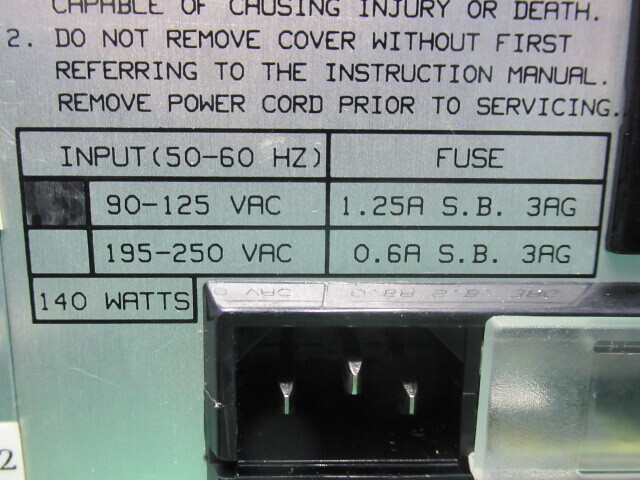 CAPABLE OF CAUSING INJURY OR DEATH.
2. DO NOT REMOVE COVER WITHOUT FIRST
REFERRING TO THE INSTRUCTION MANUAL.
REMOVE POWER CORD PRIOR TO SERVICING.
INPUT(50-60 HZ) FUSE
90-125 VAC 1.25A S.B. 3AG
195-250 VAC 0.6A S.B. 3AG
140 WATTS
2